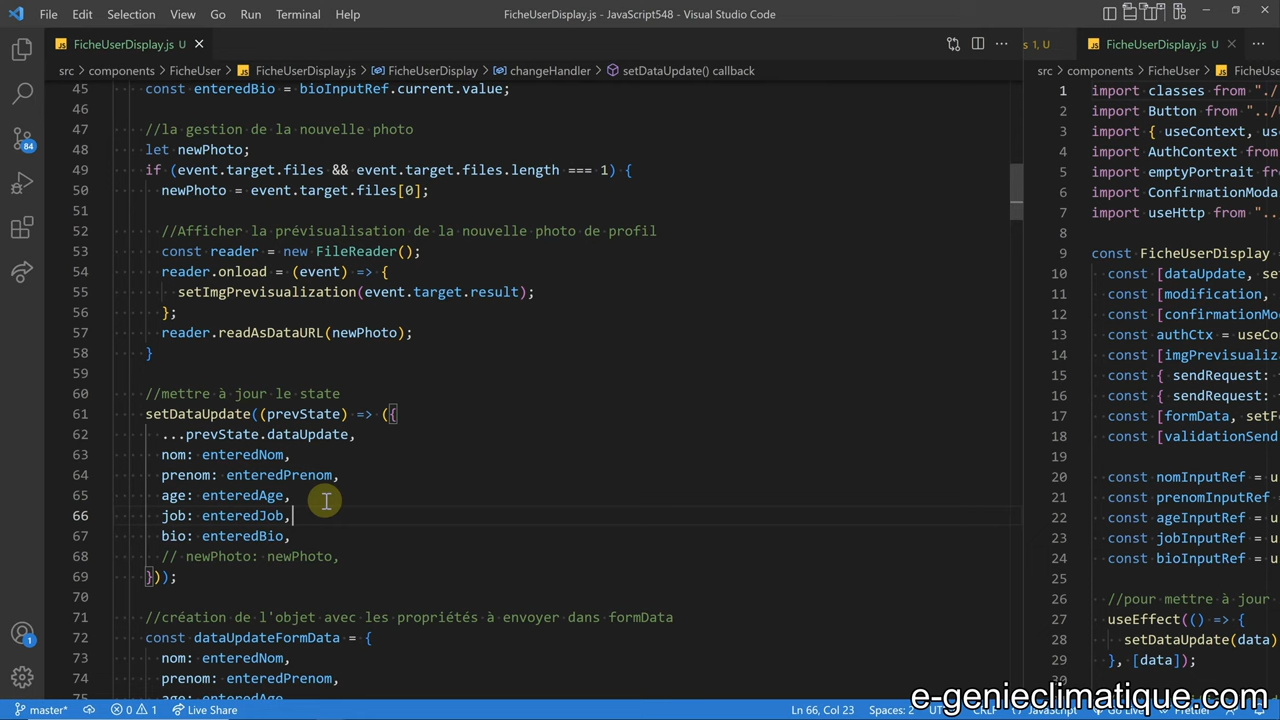 File Edit Selection View Go Run Terminal Help FicheUserDisplay.js - JavaScript548 - Visual Studio Code
JS FicheUserDisplay.js U
src > components > FicheUser > JS FicheUserDisplay.js > FicheUserDisplay > changeHandler > setDataUpdate() callback
45 const enteredBio = bioInputRef.current.value;
46
47 //la gestion de la nouvelle photo
48 let newPhoto;
49 if (event.target.files && event.target.files.length === 1) {
50 newPhoto = event.target.files[0];
51
52 //Afficher la prévisualisation de la nouvelle photo de profil
53 const reader = new FileReader();
54 reader.onload = (event) => {
55 setImgPrevisualization(event.target.result);
56 };
57 reader.readAsDataURL(newPhoto);
58 }
59
60 //mettre à jour le state
61 setDataUpdate((prevState) => ({
62 ...prevState.dataUpdate,
63 nom: enteredNom,
64 prenom: enteredPrenom,
65 age: enteredAge,
66 job: enteredJob,
67 bio: enteredBio,
68 // newPhoto: newPhoto,
69 }));
70
71 //création de l'objet avec les propriétés à envoyer dans formData
72 const dataUpdateFormData = {
73 nom: enteredNom,
74 prenom: enteredPrenom,
75 age: enteredAge,
s 1, U JS FicheUserDisplay.js U
src > components > FicheUser > JS FicheUse
1 import classes from "./
2 import Button from "../
3 import { useContext, us
4 import AuthContext from
5 import emptyPortrait fr
6 import ConfirmationModa
7 import useHttp from "..
8
9 const FicheUserDisplay =
10 const [dataUpdate, se
11 const [modification,
12 const [confirmationMo
13 const authCtx = useCo
14 const [imgPrevisualiz
15 const { sendRequest:
16 const { sendRequest:
17 const [formData, setF
18 const [validationSend
19
20 const nomInputRef = u
21 const prenomInputRef
22 const ageInputRef = u
23 const jobInputRef = u
24 const bioInputRef = u
25
26 //pour mettre à jour
27 useEffect(() => {
28 setDataUpdate(data)
29 }, [data]);
30
84
1
master* 0 1 Live Share Ln 66, Col 23 Spaces: 2 JavaScript Go Live Prettier
e-genieclimatique.com